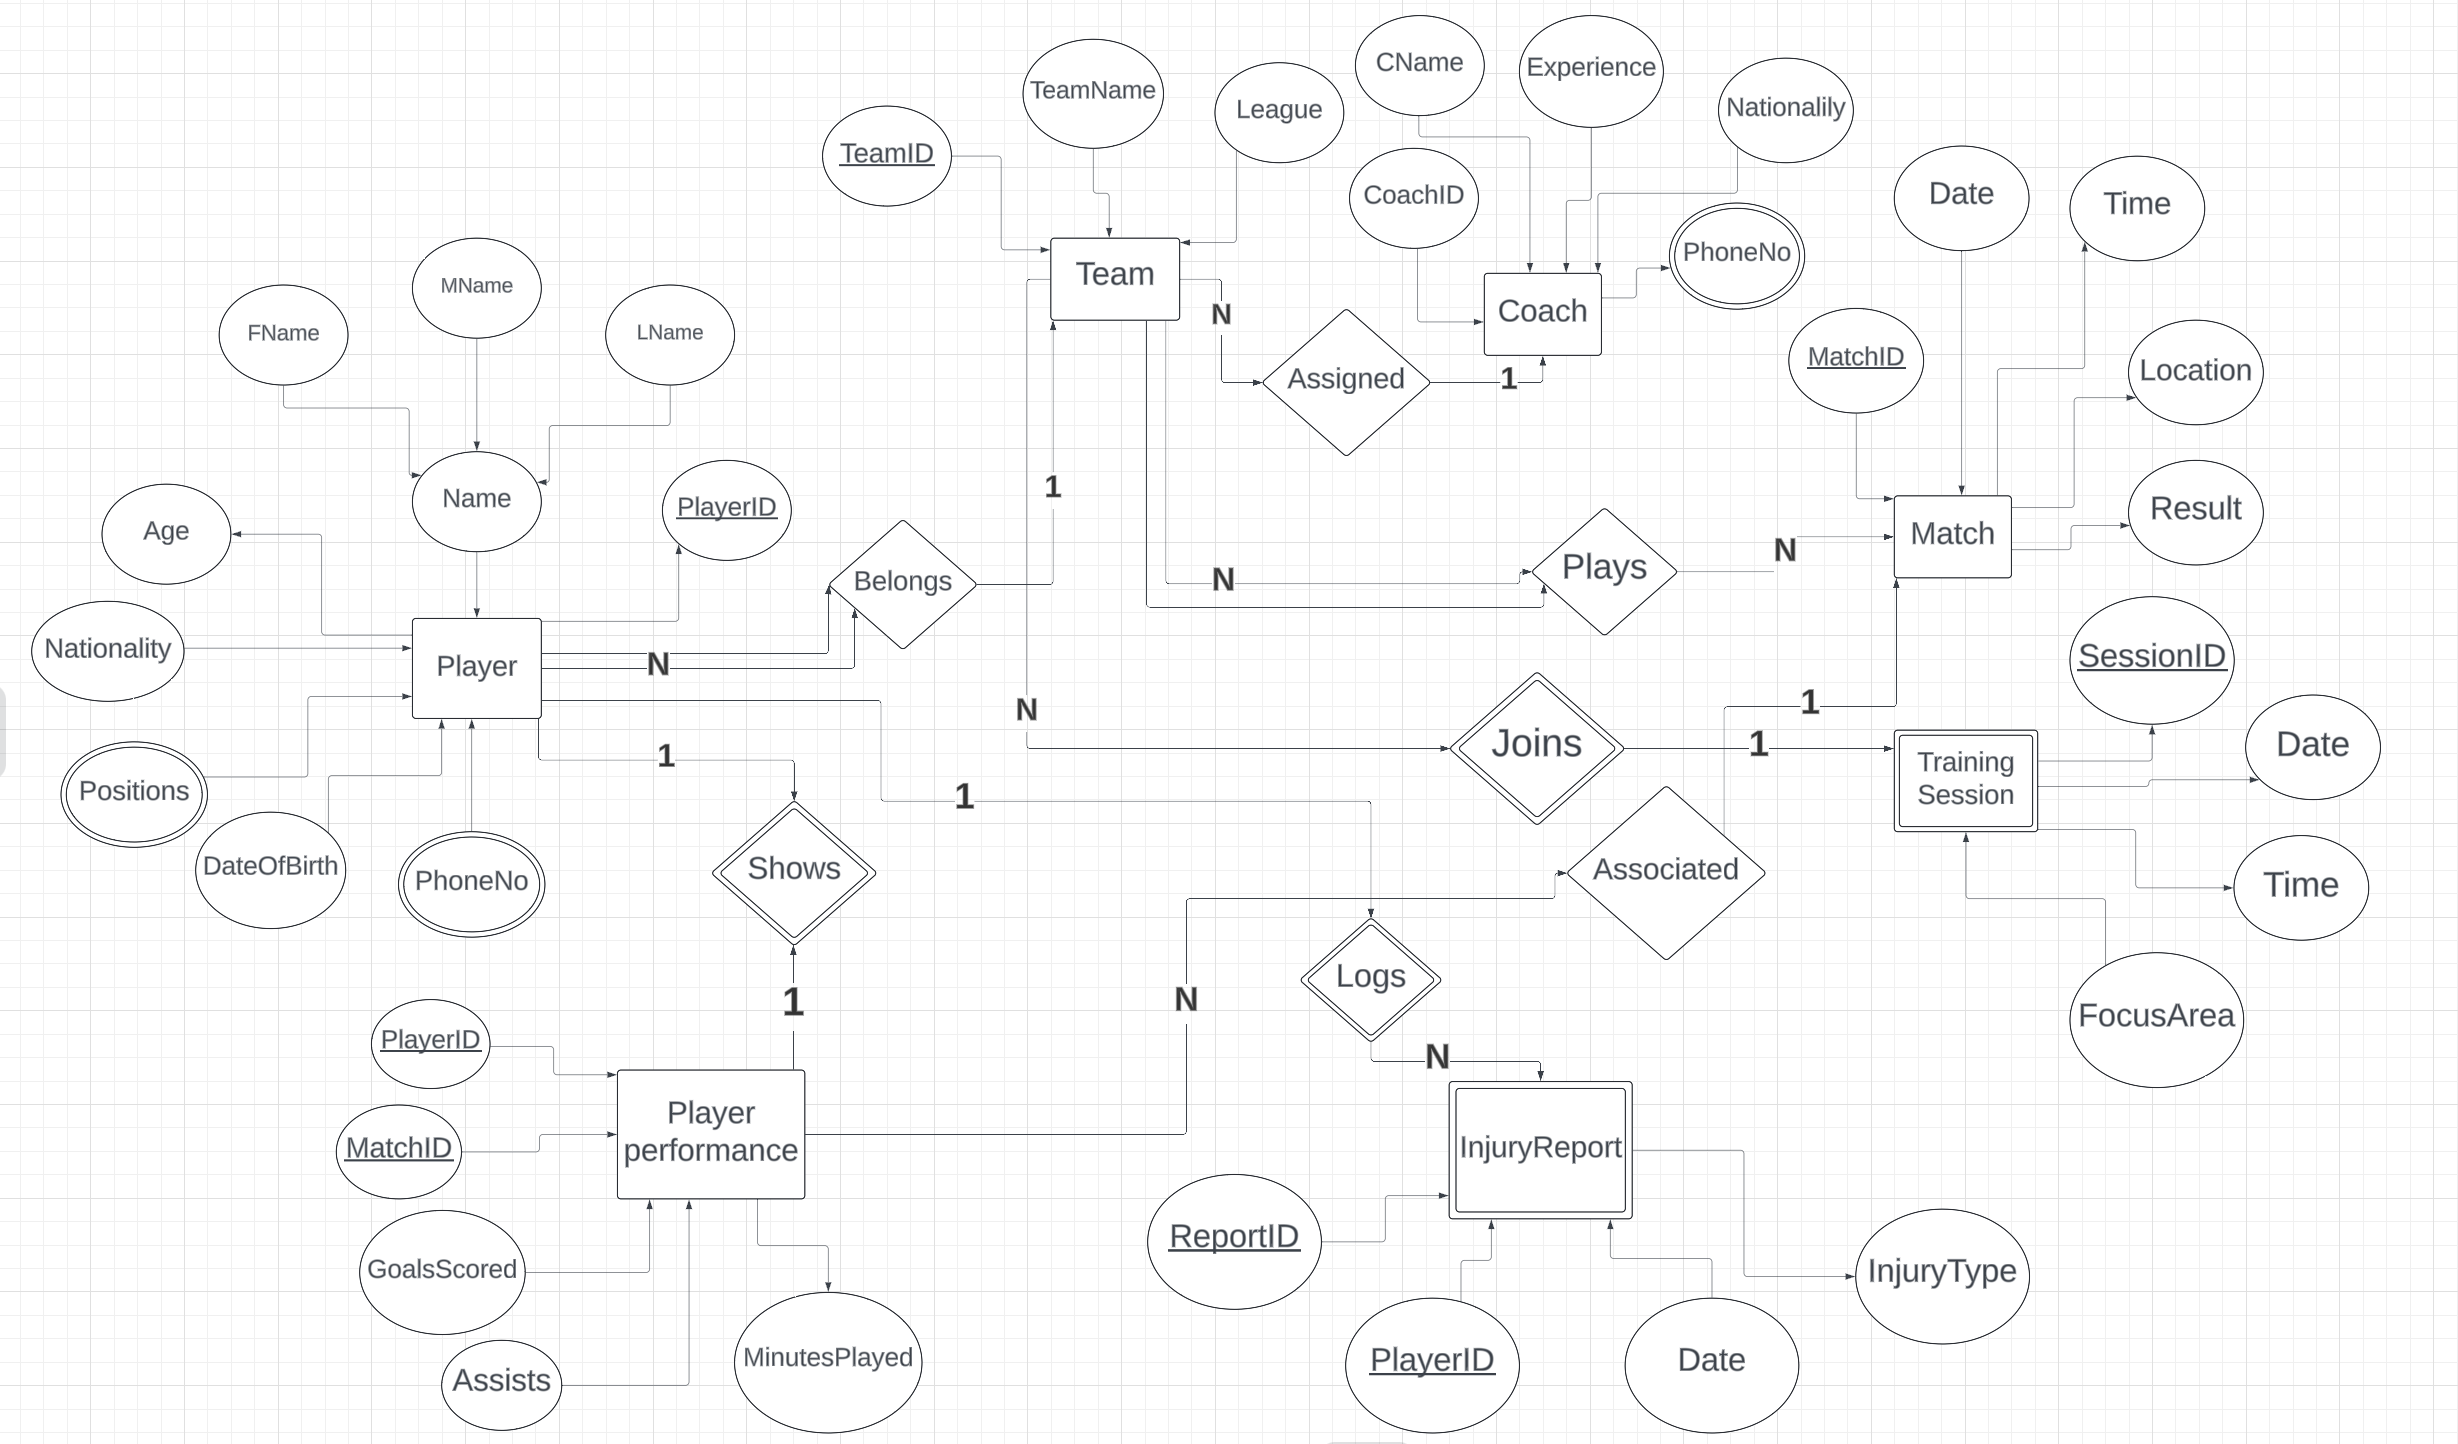 CName
Experience
TeamName
League
Nationalily
TeamID
CoachID
Date
Time
PhoneNo
Team
Coach
MName
N
FName
LName
MatchID
Location
Assigned
1
Name
PlayerID
1
Result
Age
Match
N
Belongs
N
Plays
Nationality
Player
N
SessionID
N
1
Joins
1
Date
1
Training
Session
Positions
1
DateOfBirth
PhoneNo
Shows
Associated
Time
Logs
1
N
FocusArea
PlayerID
N
Player
performance
MatchID
InjuryReport
ReportID
GoalsScored
InjuryType
MinutesPlayed
PlayerID
Date
Assists